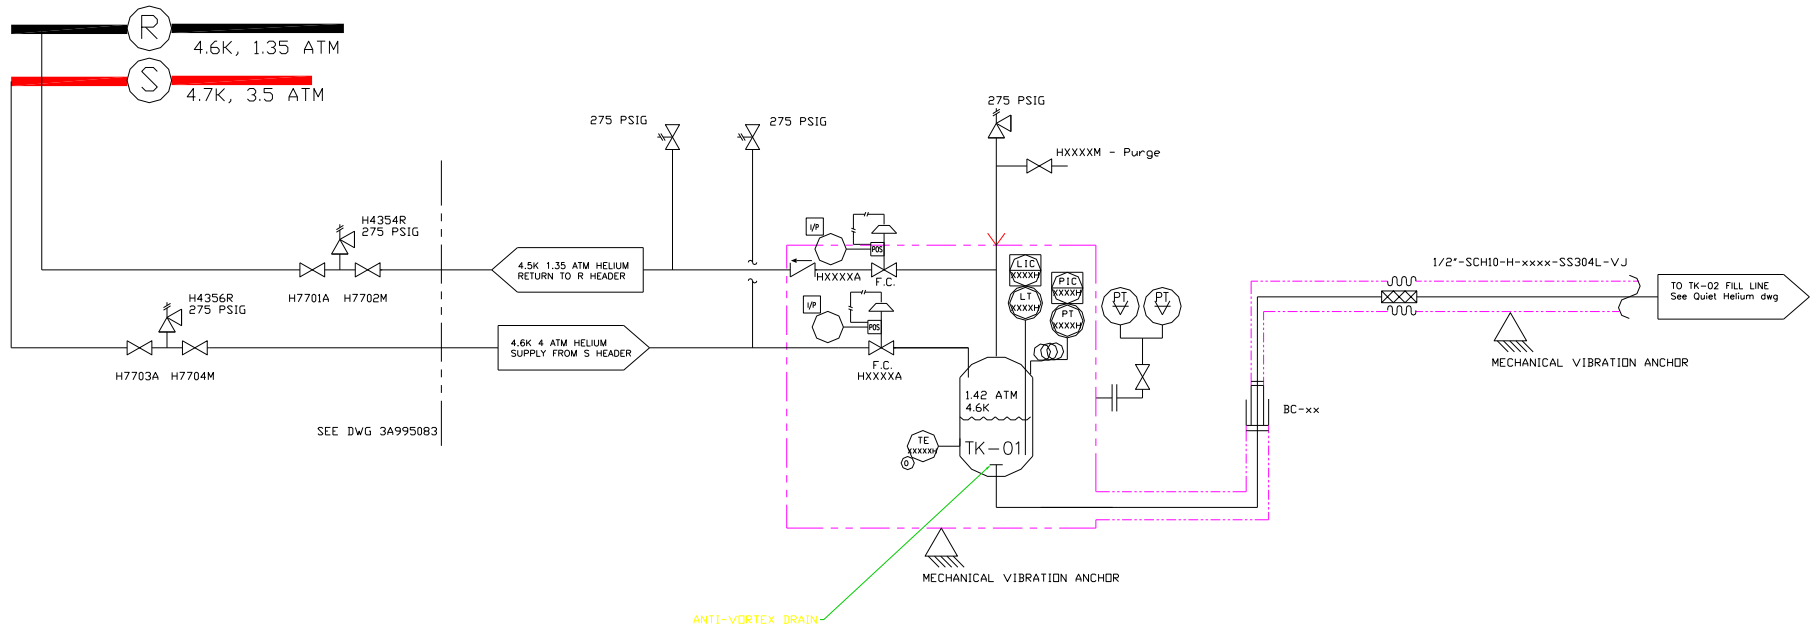 R
4.6K, 1.35 ATM
S
4.7K, 3.5 ATM
275 PSIG
275 PSIG
275 PSIG
HXXXXM - Purge
H4354R
275 PSIG
H7701A
H7702M
4.5K 1.35 ATM HELIUM
RETURN TO R HEADER
I/P
POS
HXXXXA
F.C.
H4356R
275 PSIG
H7703A
H7704M
4.6K 4 ATM HELIUM
SUPPLY FROM S HEADER
I/P
POS
F.C.
HXXXXA
LIC
XXXXH
LT
XXXXH
PIC
XXXXH
PT
XXXXH
PT
PT
1/2"-SCH10-H-xxxx-SS304L-VJ
TO TK-02 FILL LINE
See Quiet Helium dwg
MECHANICAL VIBRATION ANCHOR
1.42 ATM
4.6K
TK-01
TE
XXXXXH
BC-xx
SEE DWG 3A995083
MECHANICAL VIBRATION ANCHOR
ANTI-VORTEX DRAIN